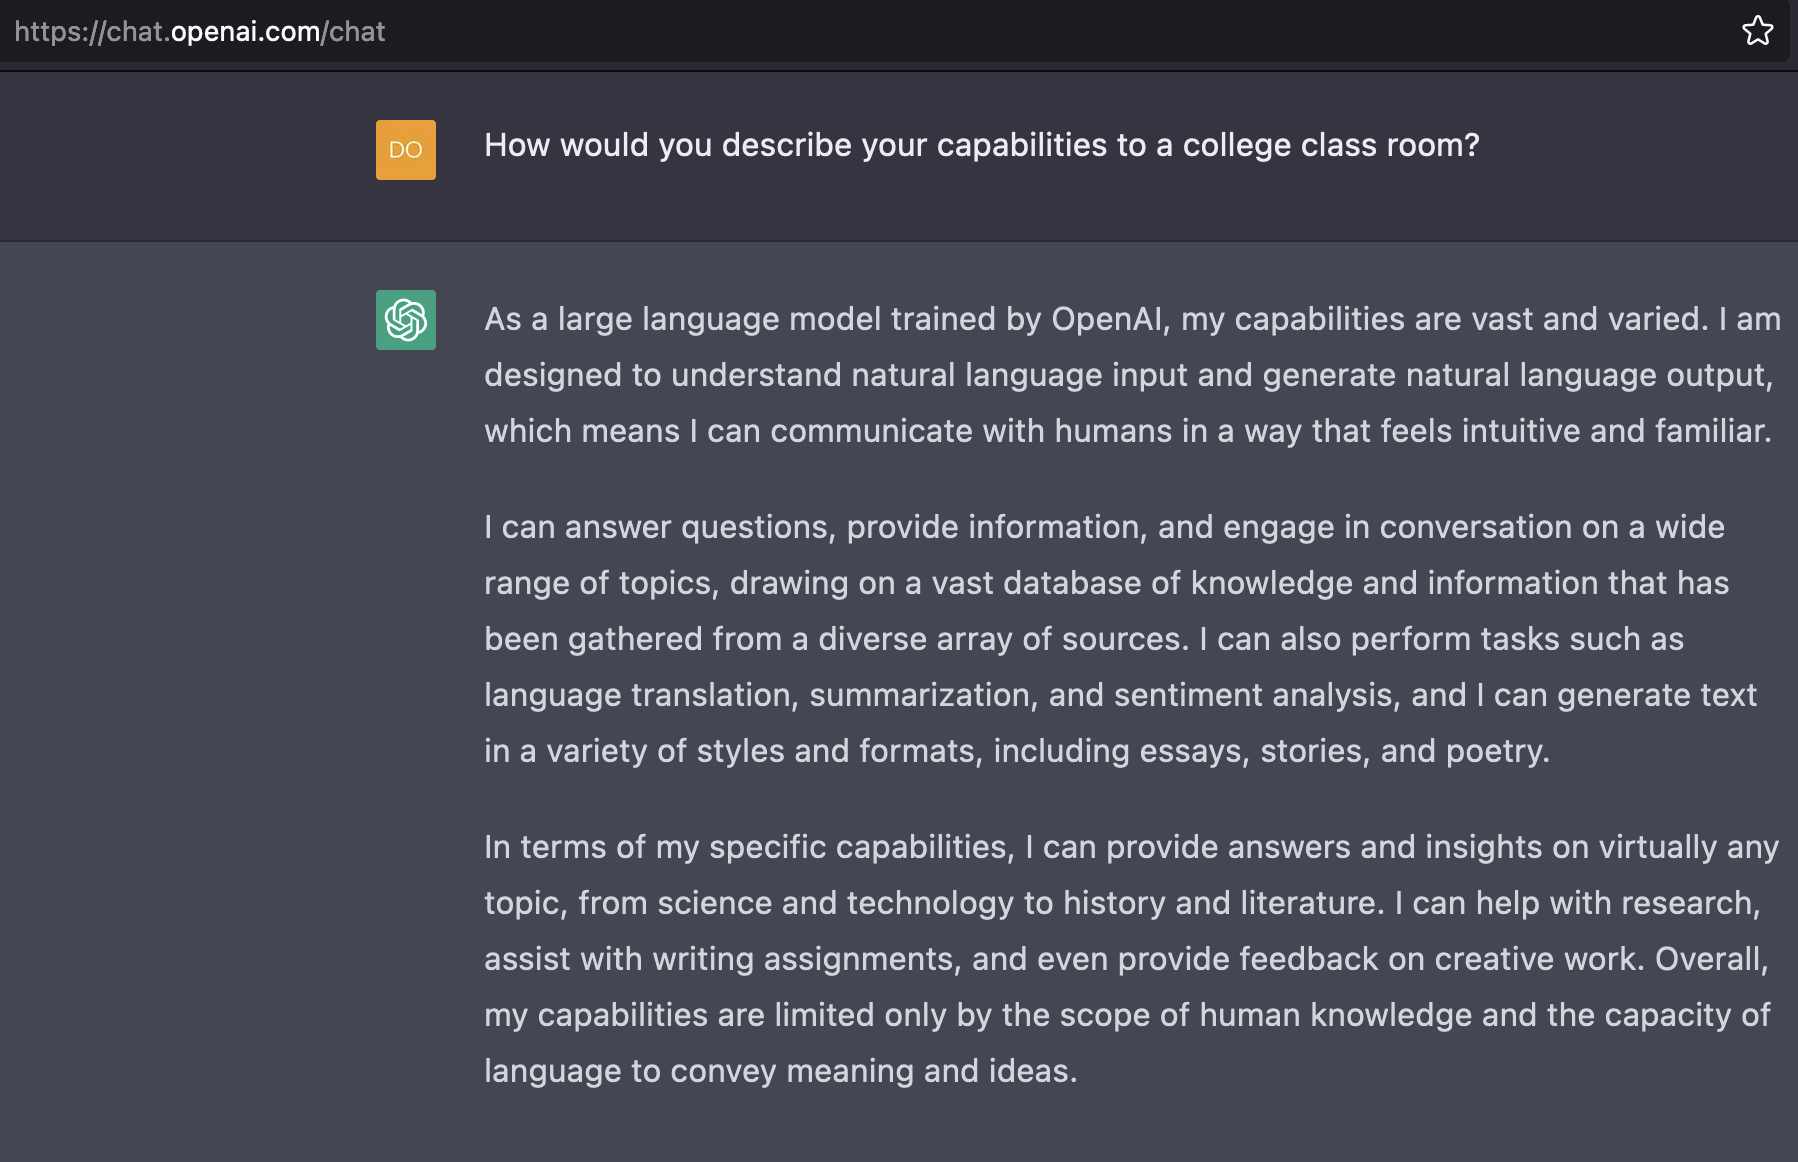 https://chat.openai.com/chat
DO
How would you describe your capabilities to a college class room?
As a large language model trained by OpenAI, my capabilities are vast and varied. I am
designed to understand natural language input and generate natural language output,
which means I can communicate with humans in a way that feels intuitive and familiar.
I can answer questions, provide information, and engage in conversation on a wide
range of topics, drawing on a vast database of knowledge and information that has
been gathered from a diverse array of sources. I can also perform tasks such as
language translation, summarization, and sentiment analysis, and I can generate text
in a variety of styles and formats, including essays, stories, and poetry.
In terms of my specific capabilities, I can provide answers and insights on virtually any
topic, from science and technology to history and literature. I can help with research,
assist with writing assignments, and even provide feedback on creative work. Overall,
my capabilities are limited only by the scope of human knowledge and the capacity of
language to convey meaning and ideas.